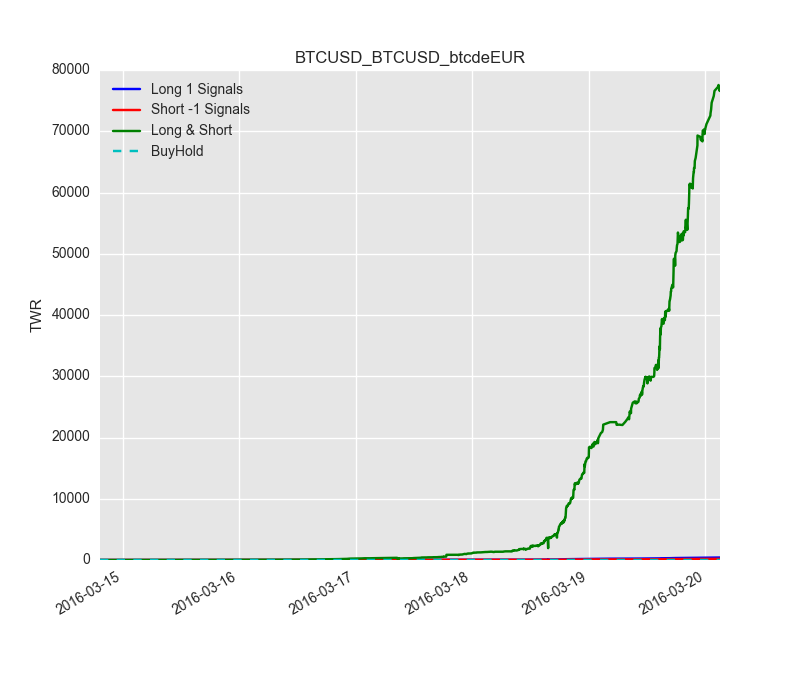 BTCUSD_BTCUSD_btcdeEUR
80000
70000
60000
50000
40000
30000
20000
10000
0
TWR
Long 1 Signals
Short -1 Signals
Long & Short
BuyHold
2016-03-15
2016-03-16
2016-03-17
2016-03-18
2016-03-19
2016-03-20